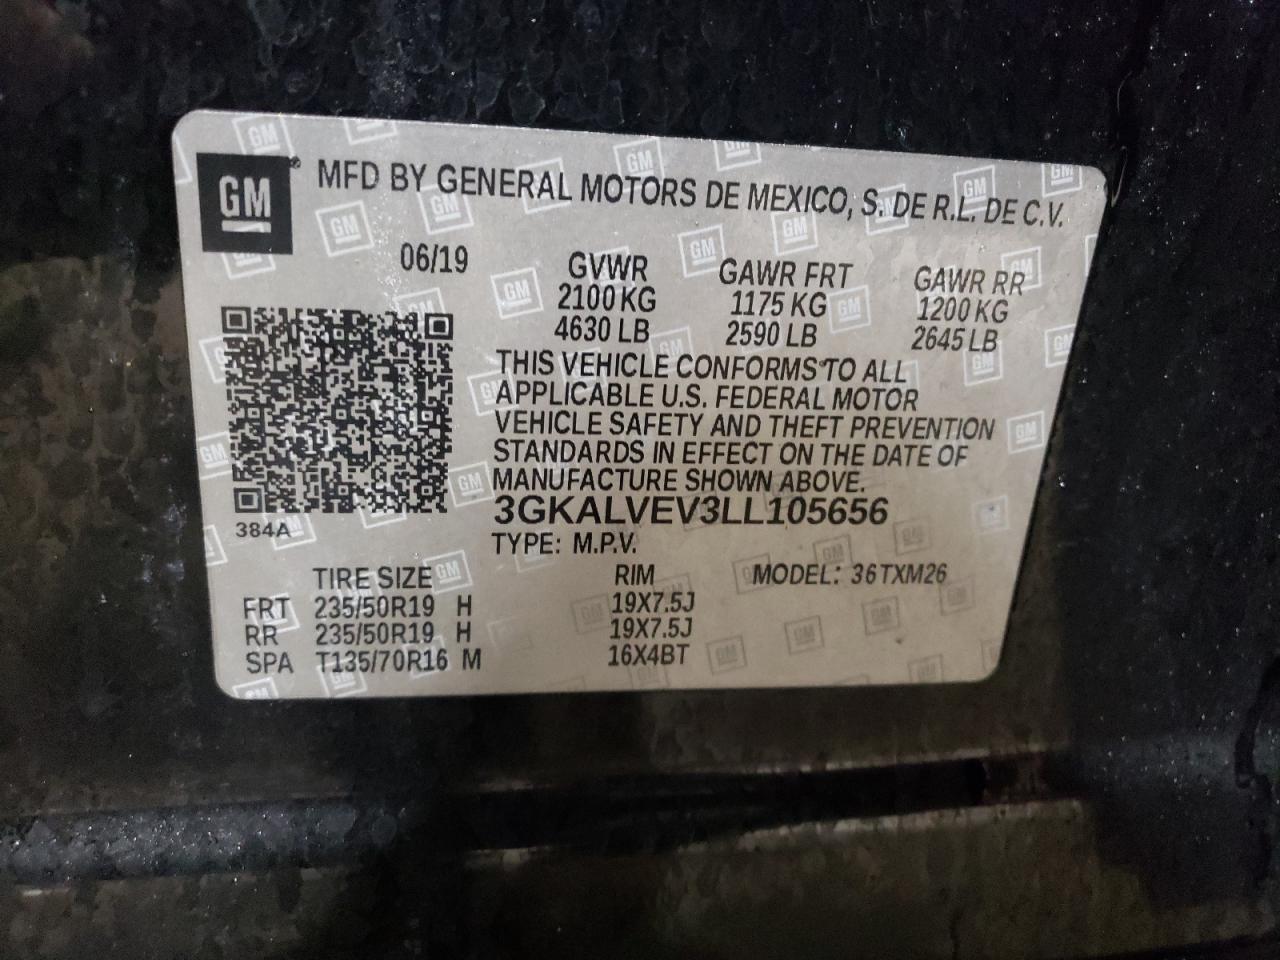 GM® MFD BY GENERAL MOTORS DE MEXICO, S. DE R.L. DE C.V.
06/19
GVWR GAWR FRT GAWR RR
2100 KG 1175 KG 1200 KG
4630 LB 2590 LB 2645 LB
THIS VEHICLE CONFORMS TO ALL
APPLICABLE U.S. FEDERAL MOTOR
VEHICLE SAFETY AND THEFT PREVENTION
STANDARDS IN EFFECT ON THE DATE OF
MANUFACTURE SHOWN ABOVE.
3GKALVEV3LL105656
384A
TYPE: M.P.V.
TIRE SIZE RIM MODEL: 36TXM26
FRT 235/50R19 H 19X7.5J
RR 235/50R19 H 19X7.5J
SPA T135/70R16 M 16X4BT